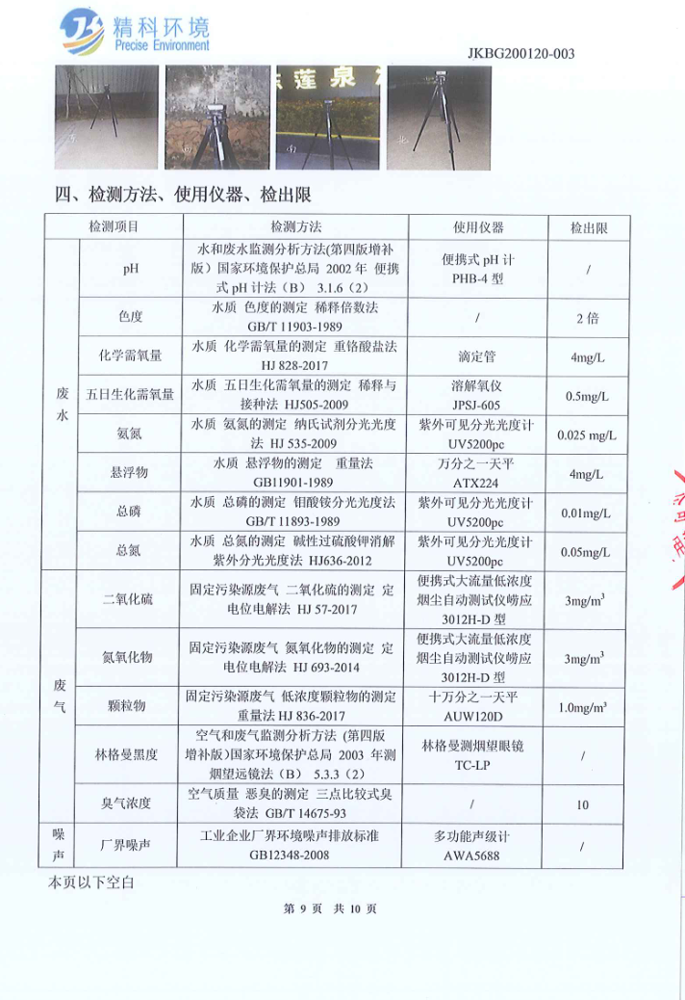 精科环境
Precise Environment
JKBG200120-003
莲泉
南
北
四、检测方法、使用仪器、检出限
检测项目 检测方法 使用仪器 检出限
废水
pH
水和废水监测分析方法(第四版增补
版）国家环境保护总局 2002 年 便携
式 pH 计法（B） 3.1.6（2）
便携式 pH 计
PHB-4 型
/
色度
水质 色度的测定 稀释倍数法
GB/T 11903-1989
/
2 倍
化学需氧量
水质 化学需氧量的测定 重铬酸盐法
HJ 828-2017
滴定管
4mg/L
五日生化需氧量
水质 五日生化需氧量的测定 稀释与
接种法 HJ505-2009
溶解氧仪
JPSJ-605
0.5mg/L
氨氮
水质 氨氮的测定 纳氏试剂分光光度
法 HJ 535-2009
紫外可见分光光度计
UV5200pc
0.025 mg/L
悬浮物
水质 悬浮物的测定 重量法
GB11901-1989
万分之一天平
ATX224
4mg/L
总磷
水质 总磷的测定 钼酸铵分光光度法
GB/T 11893-1989
紫外可见分光光度计
UV5200pc
0.01mg/L
总氮
水质 总氮的测定 碱性过硫酸钾消解
紫外分光光度法 HJ636-2012
紫外可见分光光度计
UV5200pc
0.05mg/L
废气
二氧化硫
固定污染源废气 二氧化硫的测定 定
电位电解法 HJ 57-2017
便携式大流量低浓度
烟尘自动测试仪崂应
3012H-D 型
3mg/m³
氮氧化物
固定污染源废气 氮氧化物的测定 定
电位电解法 HJ 693-2014
便携式大流量低浓度
烟尘自动测试仪崂应
3012H-D 型
3mg/m³
颗粒物
固定污染源废气 低浓度颗粒物的测定
重量法 HJ 836-2017
十万分之一天平
AUW120D
1.0mg/m³
林格曼黑度
空气和废气监测分析方法 (第四版
增补版）国家环境保护总局 2003 年测
烟望远镜法（B） 5.3.3（2）
林格曼测烟望眼镜
TC-LP
/
臭气浓度
空气质量 恶臭的测定 三点比较式臭
袋法 GB/T 14675-93
/
10
噪声
厂界噪声
工业企业厂界环境噪声排放标准
GB12348-2008
多功能声级计
AWA5688
/
本页以下空白
第 9 页 共 10 页